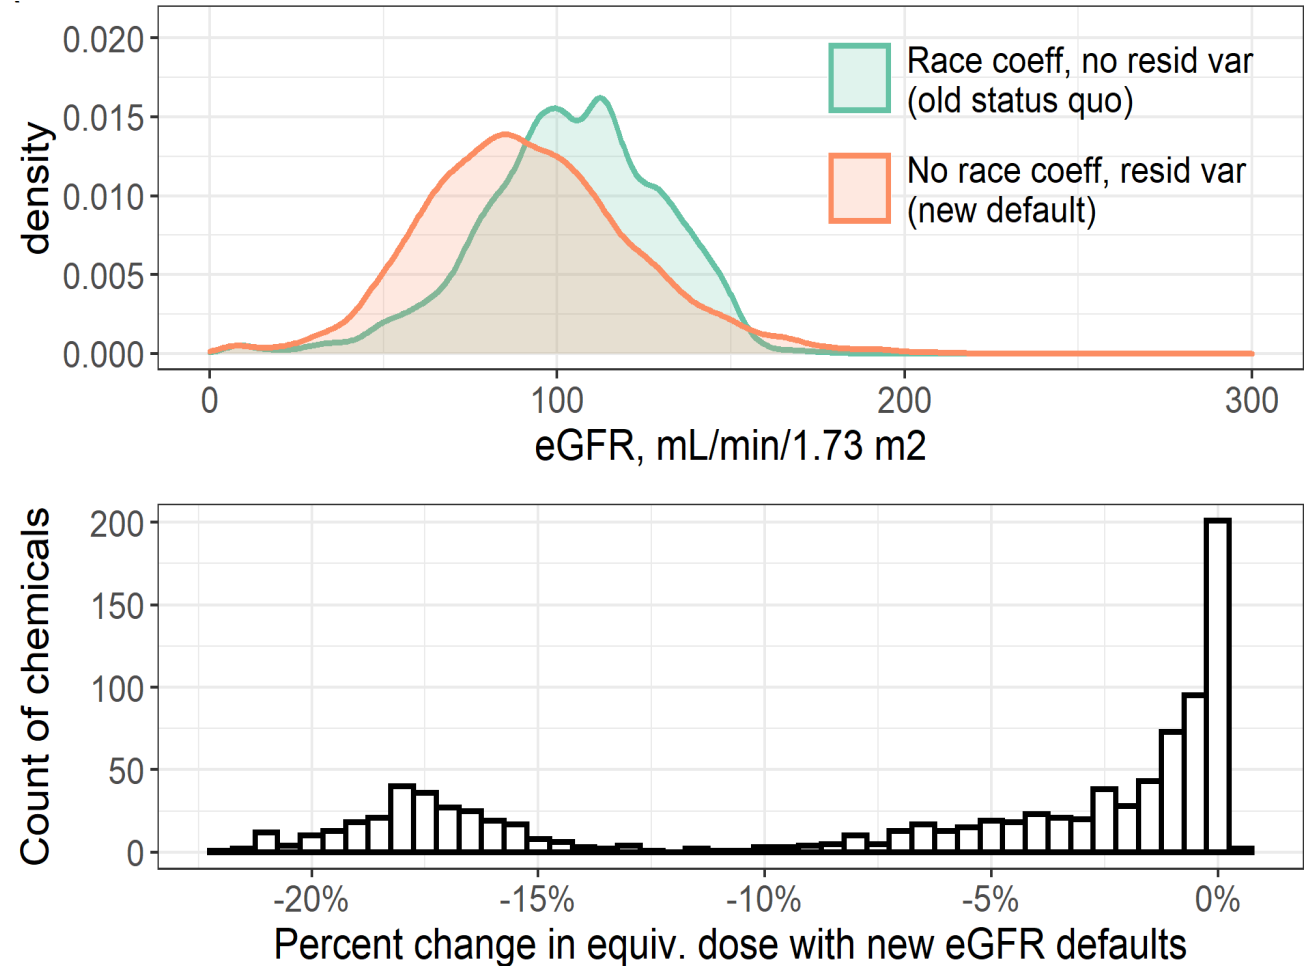 0.020
0.015
0.010
0.005
0.000
density
Race coeff, no resid var
(old status quo)
No race coeff, resid var
(new default)
0 100 200 300
eGFR, mL/min/1.73 m2
200
150
100
50
0
Count of chemicals
-20% -15% -10% -5% 0%
Percent change in equiv. dose with new eGFR defaults